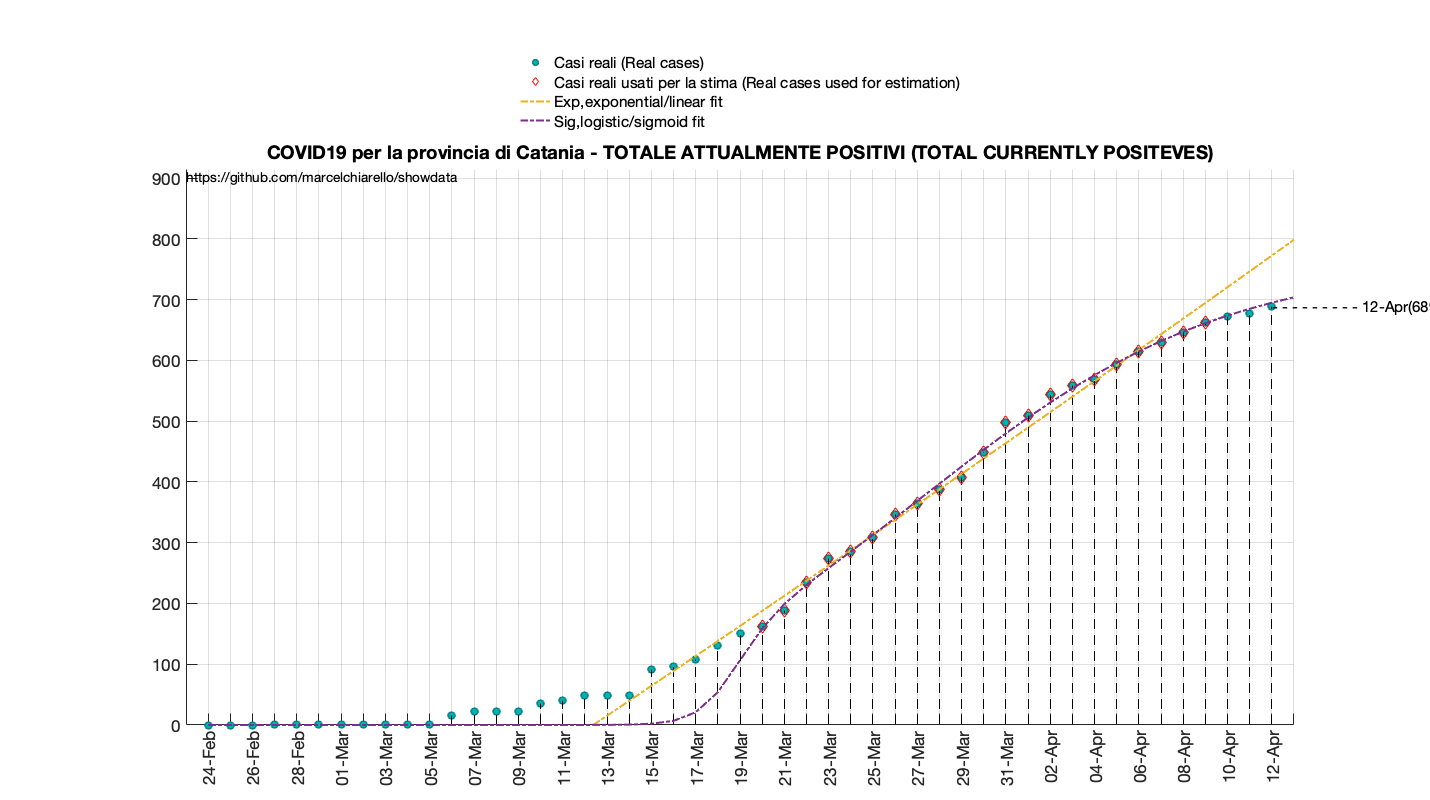 Casi reali (Real cases)
Casi reali usati per la stima (Real cases used for estimation)
Exp,exponential/linear fit
Sig,logistic/sigmoid fit
COVID19 per la provincia di Catania - TOTALE ATTUALMENTE POSITIVI (TOTAL CURRENTLY POSITEVES)
https://github.com/marcelchiarello/showdata
900
800
700
600
500
400
300
200
100
0
12-Apr(68
24-Feb
26-Feb
28-Feb
01-Mar
03-Mar
05-Mar
07-Mar
09-Mar
11-Mar
13-Mar
15-Mar
17-Mar
19-Mar
21-Mar
23-Mar
25-Mar
27-Mar
29-Mar
31-Mar
02-Apr
04-Apr
06-Apr
08-Apr
10-Apr
12-Apr